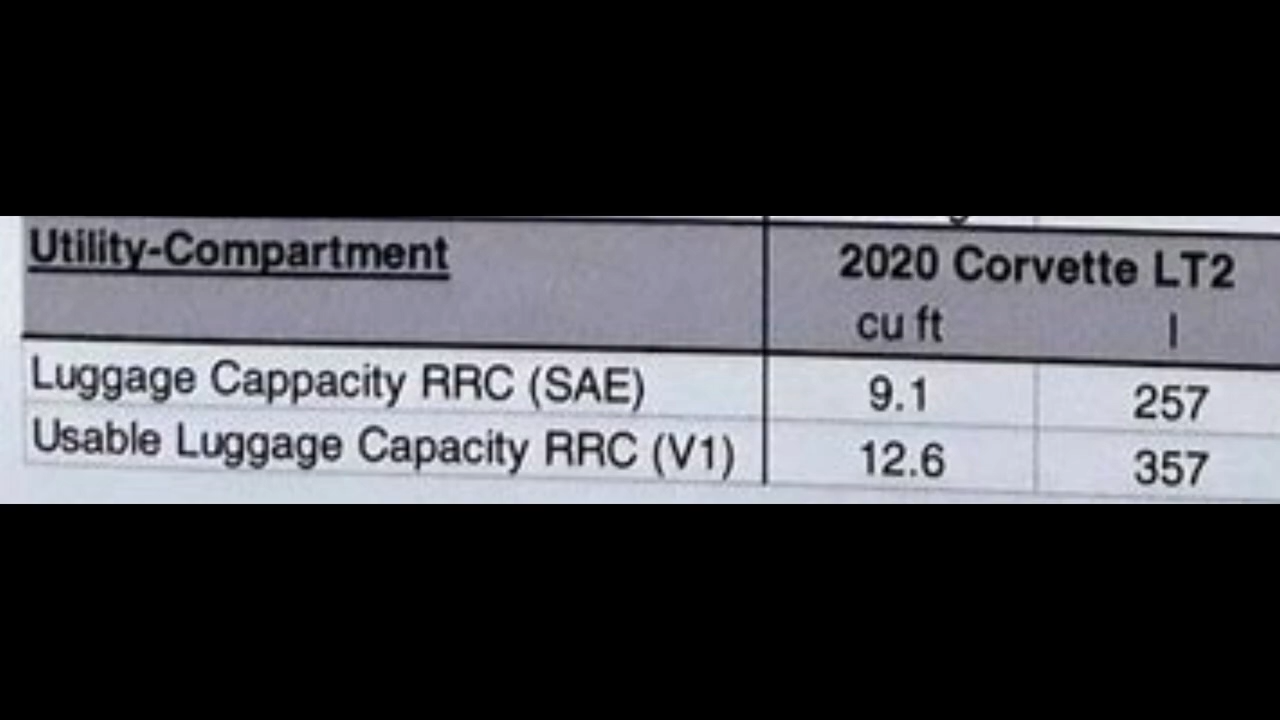 Utility-Compartment
2020 Corvette LT2
cu ft l
Luggage Cappacity RRC (SAE) 9.1 257
Usable Luggage Capacity RRC (V1) 12.6 357